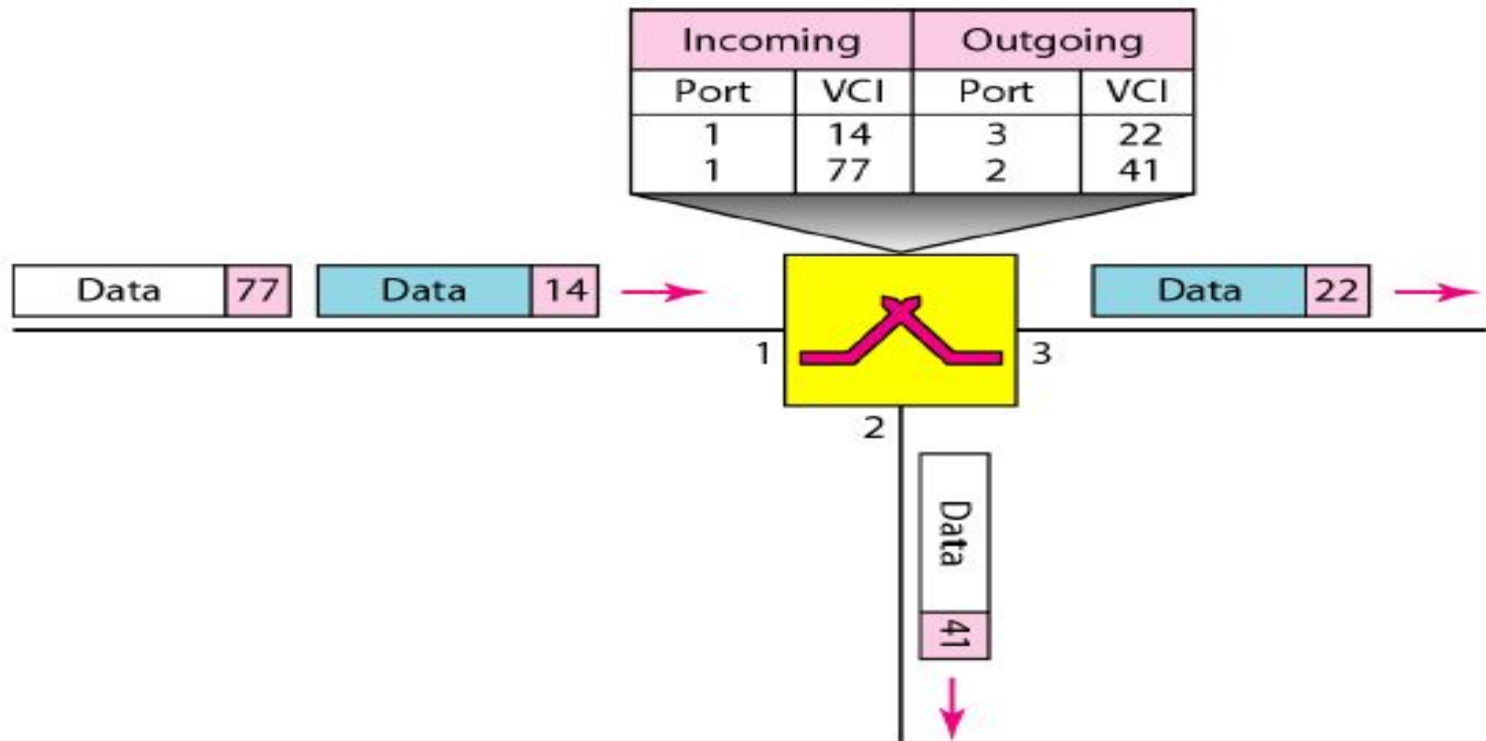 Incoming Outgoing
Port VCI Port VCI
1 14 3 22
1 77 2 41
Data 77 Data 14 Data 22
1 3
2
Data 41